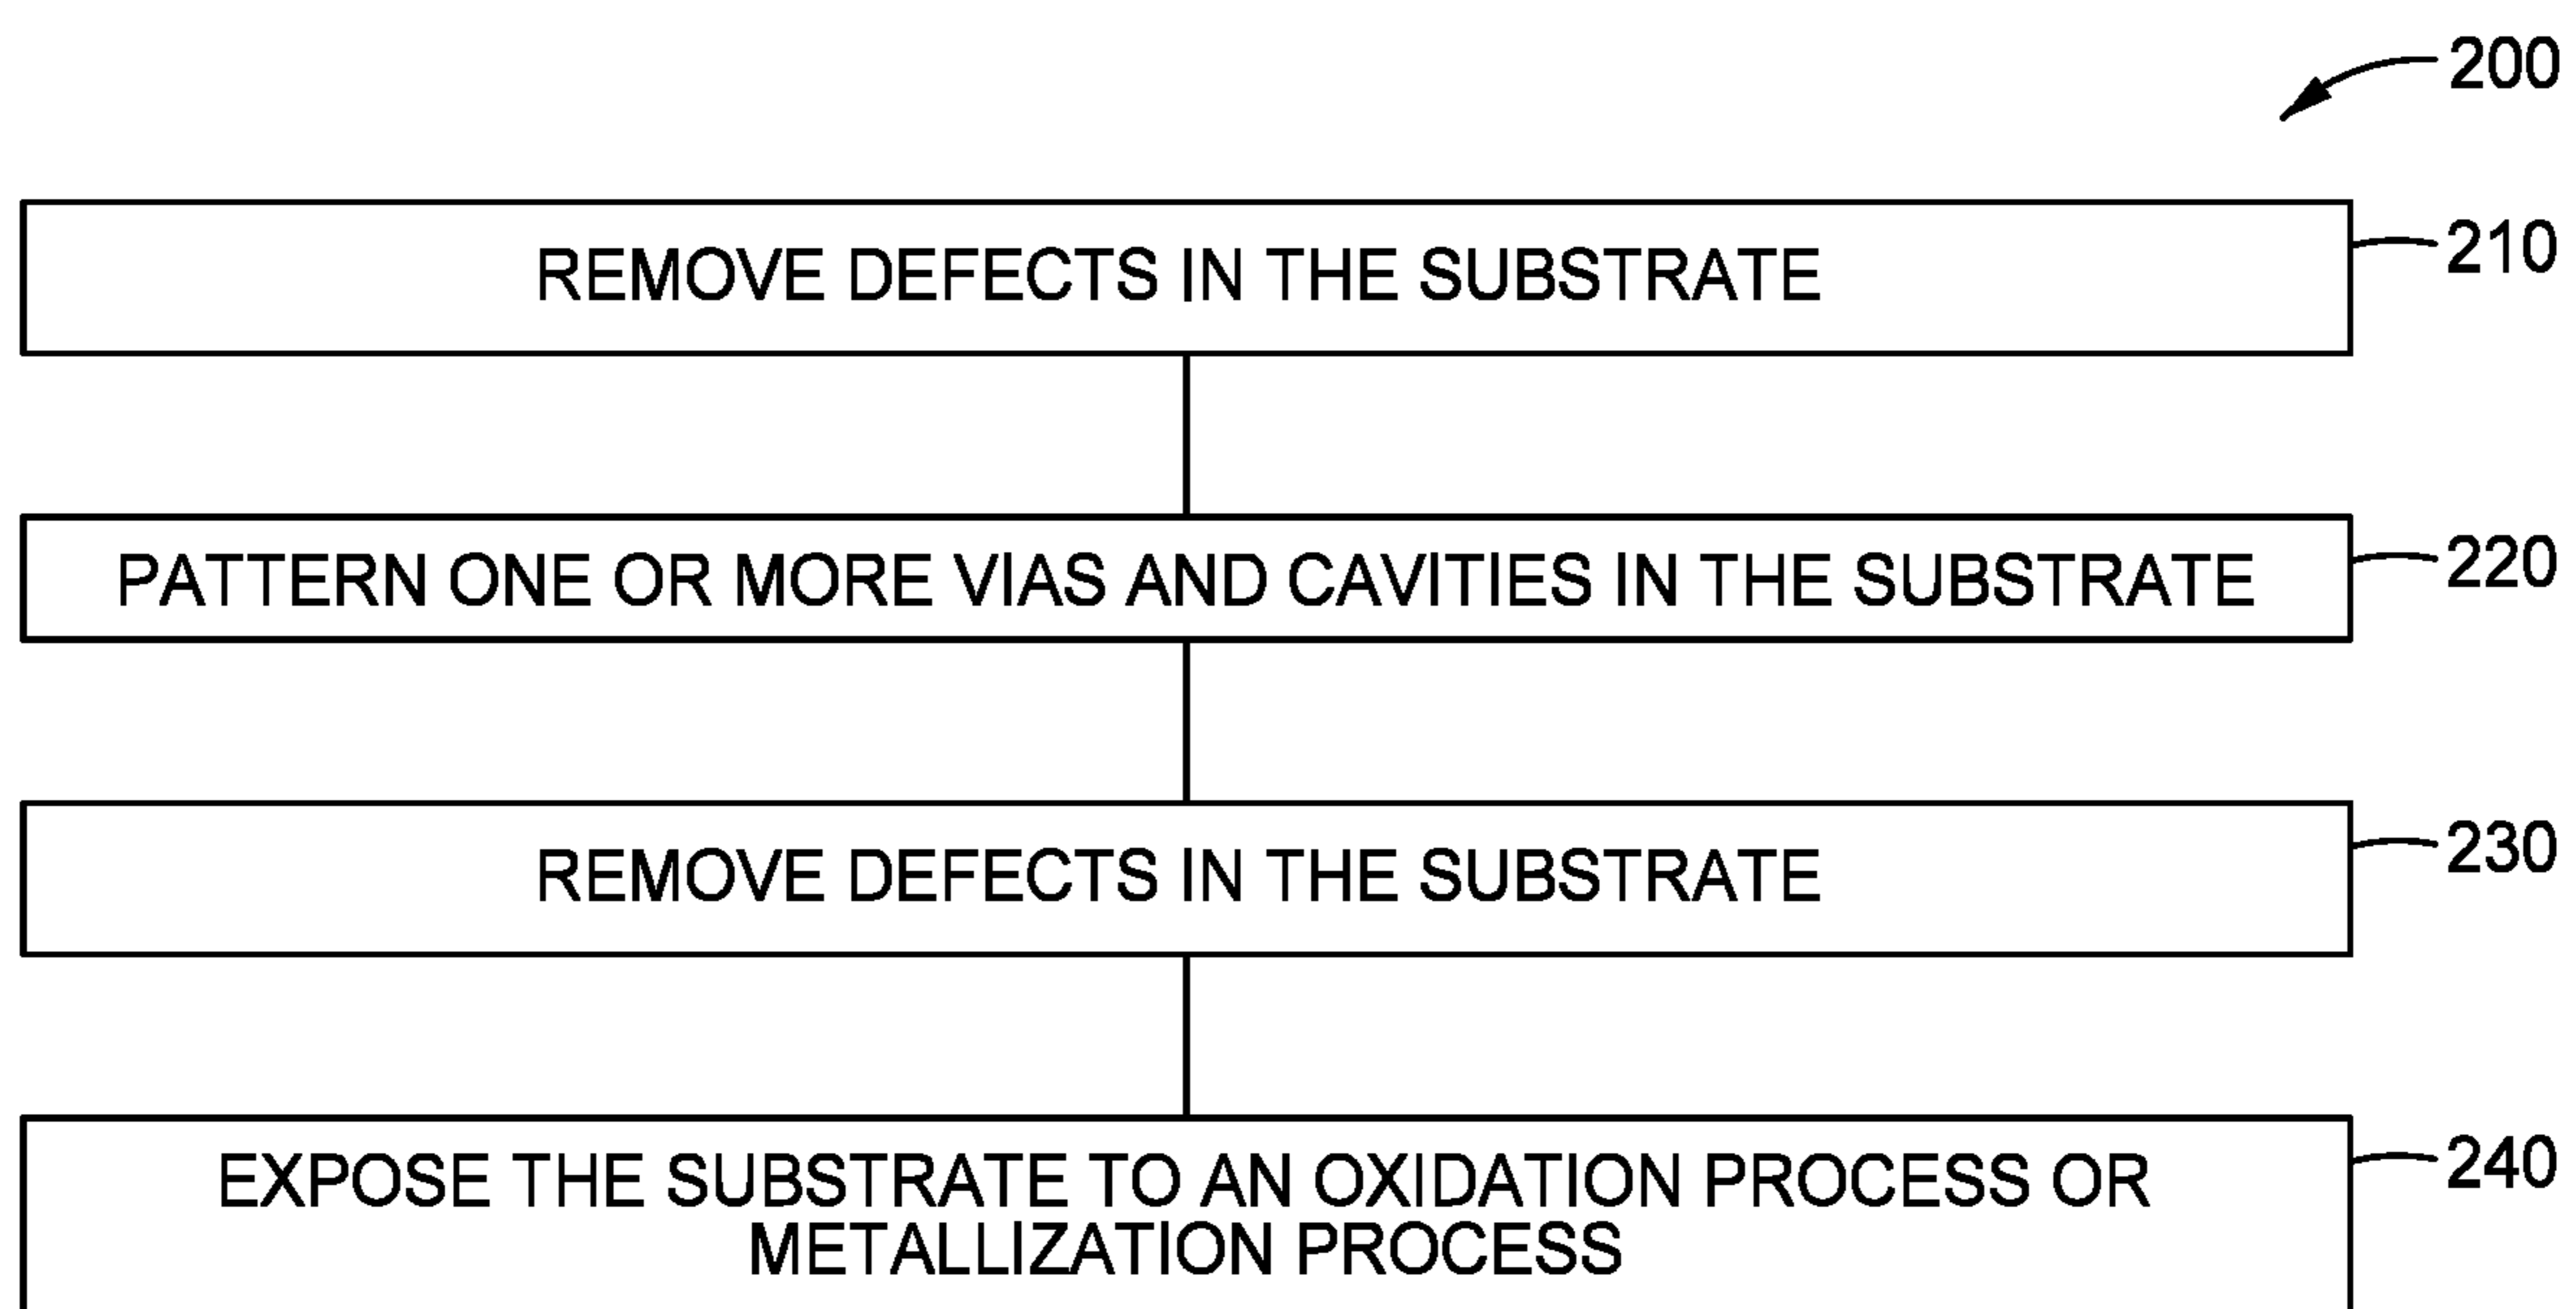 200
REMOVE DEFECTS IN THE SUBSTRATE
210
PATTERN ONE OR MORE VIAS AND CAVITIES IN THE SUBSTRATE
220
REMOVE DEFECTS IN THE SUBSTRATE
230
EXPOSE THE SUBSTRATE TO AN OXIDATION PROCESS OR
METALLIZATION PROCESS
240